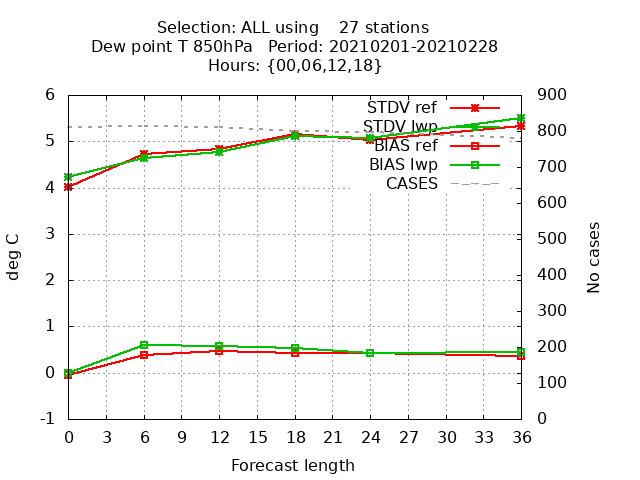 Selection: ALL using    27 stations
Dew point T 850hPa   Period: 20210201-20210228
Hours: {00,06,12,18}
6
5
4
3
2
1
0
-1
900
800
700
600
500
400
300
200
100
0
STDV ref
STDV lwp
BIAS ref
BIAS lwp
CASES
deg C
No cases
0 3 6 9 12 15 18 21 24 27 30 33 36
Forecast length